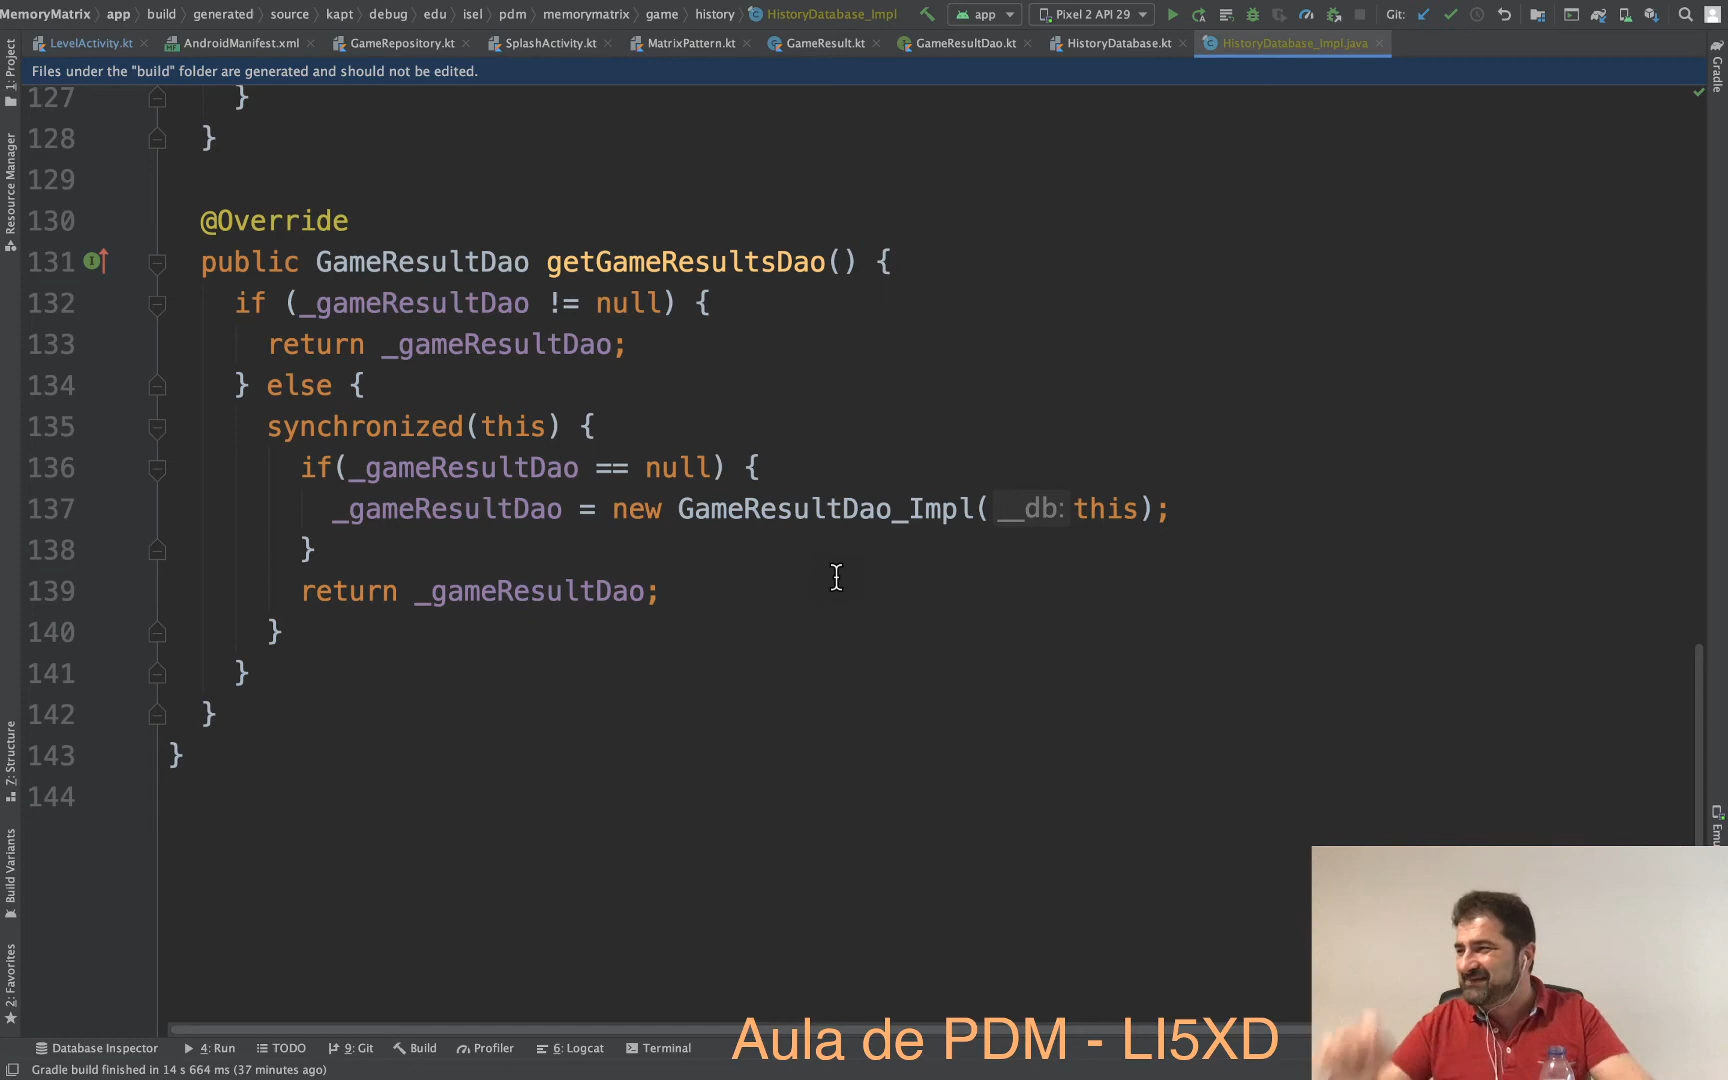 MemoryMatrix app build generated source kapt debug edu isel pdm memorymatrix game history HistoryDatabase_Impl app Pixel 2 API 29 Git:
LevelActivity.kt AndroidManifest.xml GameRepository.kt SplashActivity.kt MatrixPattern.kt GameResult.kt GameResultDao.kt HistoryDatabase.kt HistoryDatabase_Impl.java
Files under the "build" folder are generated and should not be edited.
1: Project
Resource Manager
7: Structure
Build Variants
2: Favorites
Gradle
Emu
127 }
128 }
129
130 @Override
131 public GameResultDao getGameResultsDao() {
132 if (_gameResultDao != null) {
133 return _gameResultDao;
134 } else {
135 synchronized(this) {
136 if(_gameResultDao == null) {
137 _gameResultDao = new GameResultDao_Impl( __db: this);
138 }
139 return _gameResultDao;
140 }
141 }
142 }
143 }
144
Aula de PDM - LI5XD
Database Inspector 4: Run TODO 9: Git Build Profiler 6: Logcat Terminal
Gradle build finished in 14 s 664 ms (37 minutes ago)